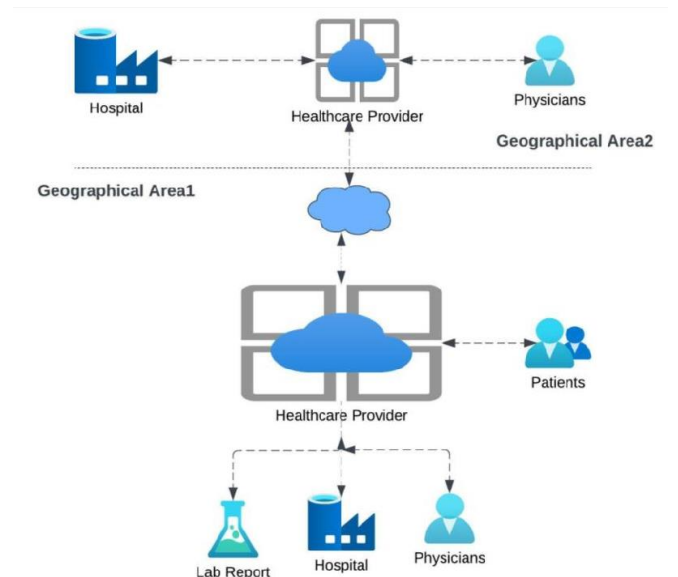 Hospital
Healthcare Provider
Physicians
Geographical Area2
Geographical Area1
Patients
Healthcare Provider
Lab Report
Hospital
Physicians